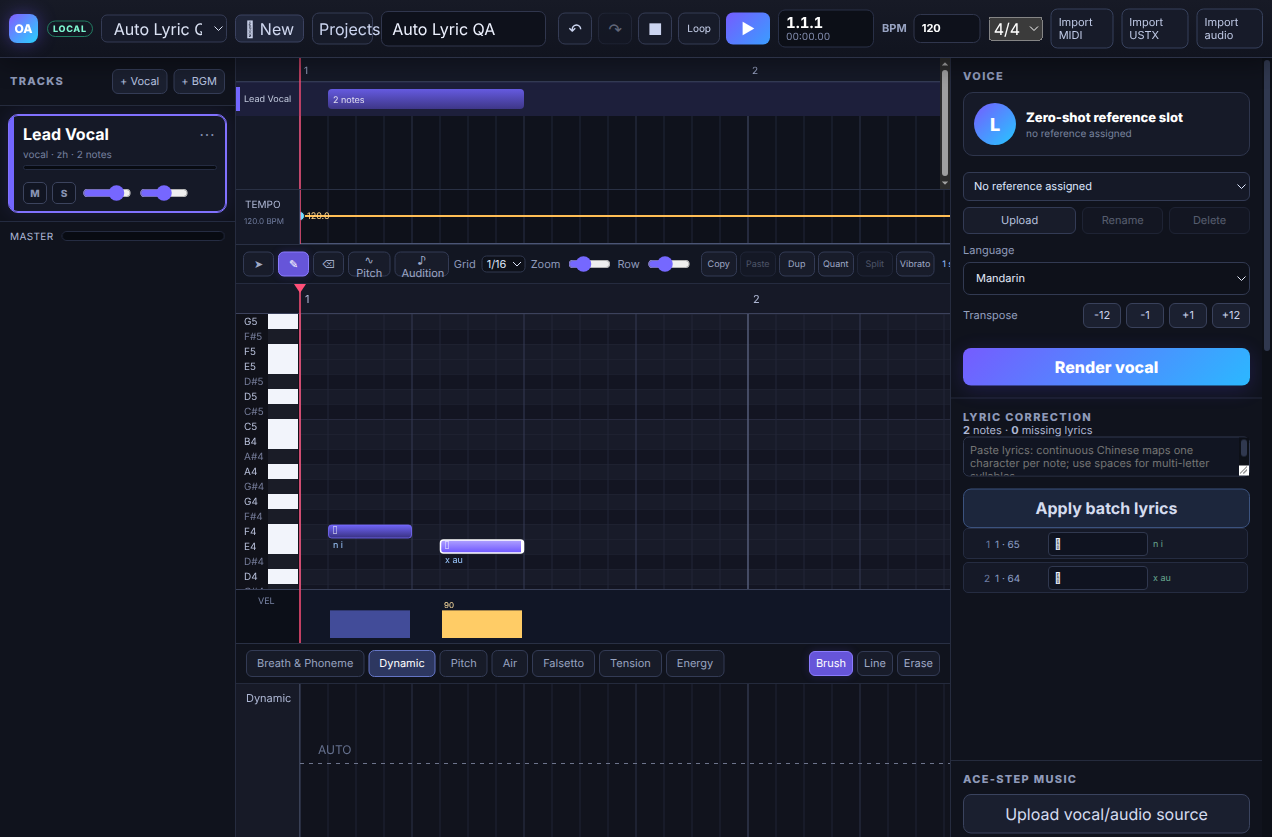 OA LOCAL Auto Lyric Q New Projects Auto Lyric QA Loop 1.1.1 00:00.00 BPM 120 4/4 Import MIDI Import USTX Import audio
TRACKS + Vocal + BGM
Lead Vocal ...
vocal · zh · 2 notes
M S
MASTER
1 2
Lead Vocal 2 notes
TEMPO
120.0 BPM 120.0
Pitch Audition Grid 1/16 Zoom Row Copy Paste Dup Quant Split Vibrato
1 2
G5
F#5
F5
E5
D#5
D5
C#5
C5
B4
A#4
A4
G#4
G4
F#4
F4
n i
E4
D#4 x au
D4
VEL 90
Breath & Phoneme Dynamic Pitch Air Falsetto Tension Energy Brush Line Erase
Dynamic
AUTO
VOICE
L Zero-shot reference slot
no reference assigned
No reference assigned
Upload Rename Delete
Language
Mandarin
Transpose -12 -1 +1 +12
Render vocal
LYRIC CORRECTION
2 notes · 0 missing lyrics
Paste lyrics: continuous Chinese maps one
character per note; use spaces for multi-letter
Apply batch lyrics
1 1 · 65 n i
2 1 · 64 x au
ACE-STEP MUSIC
Upload vocal/audio source